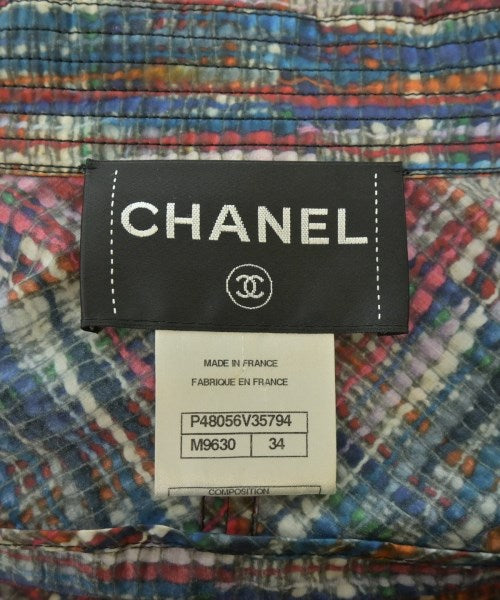 CHANEL
MADE IN FRANCE
FABRIQUE EN FRANCE
P48056V35794
M9630 34
COMPOSITION